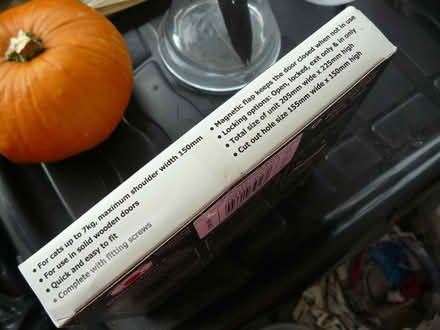 • For cats up to 7kg, maximum shoulder width 150mm
• For use in solid wooden doors
• Quick and easy to fit
• Complete with fitting screws
• Magnetic flap keeps the door closed when not in use
• Locking options: Open, locked, exit only & in only
• Total size of unit 205mm wide x 225mm high
• Cut out hole size 155mm wide x 150mm high